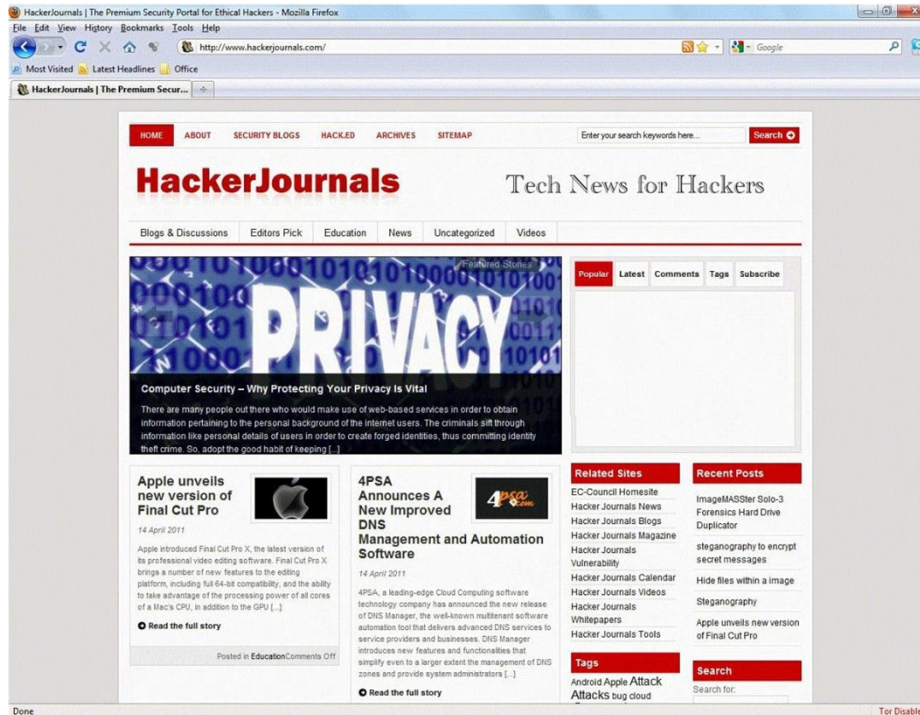 HackerJournals | The Premium Security Portal for Ethical Hackers - Mozilla Firefox
File Edit View History Bookmarks Tools Help
http://www.hackerjournals.com/
Google
Most Visited Latest Headlines Office
HackerJournals | The Premium Secur...
HOME ABOUT SECURITY BLOGS HACK.ED ARCHIVES SITEMAP
Enter your search keywords here...
Search
HackerJournals
Tech News for Hackers
Blogs & Discussions Editors Pick Education News Uncategorized Videos
Featured Stories
PRIVACY
Computer Security – Why Protecting Your Privacy Is Vital
There are many people out there who would make use of web-based services in order to obtain
information pertaining to the personal background of the internet users. The criminals sift through
information like personal details of users in order to create forged identities, thus committing identity
theft crime. So, adopt the good habit of keeping [...]
Popular Latest Comments Tags Subscribe
Apple unveils
new version of
Final Cut Pro
14 April 2011
Apple introduced Final Cut Pro X, the latest version of
its professional video editing software. Final Cut Pro X
brings a number of new features to the editing
platform, including full 64-bit compatibility, and the ability
to take advantage of the processing power of all cores
of a Mac's CPU, in addition to the GPU [...]
Read the full story
Posted in EducationComments Off
4PSA
Announces A
New Improved
DNS
Management and Automation
Software
4psa.com
14 April 2011
4PSA, a leading-edge Cloud Computing software
technology company has announced the new release
of DNS Manager, the well-known multitenant software
automation tool that delivers advanced DNS services to
service providers and businesses. DNS Manager
introduces new features and functionalities that
simplify even to a larger extent the management of DNS
zones and provide system administrators [...]
Read the full story
Related Sites
EC-Council Homesite
Hacker Journals News
Hacker Journals Blogs
Hacker Journals Magazine
Hacker Journals
Vulnerability
Hacker Journals Calendar
Hacker Journals Videos
Hacker Journals
Whitepapers
Hacker Journals Tools
Tags
Android Apple Attack
Attacks bug cloud
Recent Posts
ImageMASSter Solo-3
Forensics Hard Drive
Duplicator
steganography to encrypt
secret messages
Hide files within a image
Steganography
Apple unveils new version
of Final Cut Pro
Search
Search for:
Done
Tor Disable